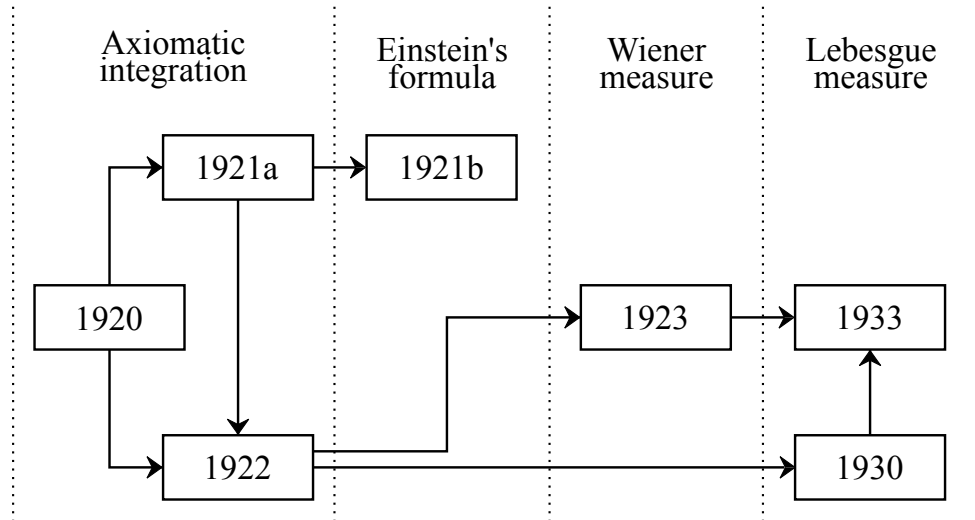 Axiomatic
integration
Einstein's
formula
Wiener
measure
Lebesgue
measure
1921a
1921b
1920
1923
1933
1922
1930